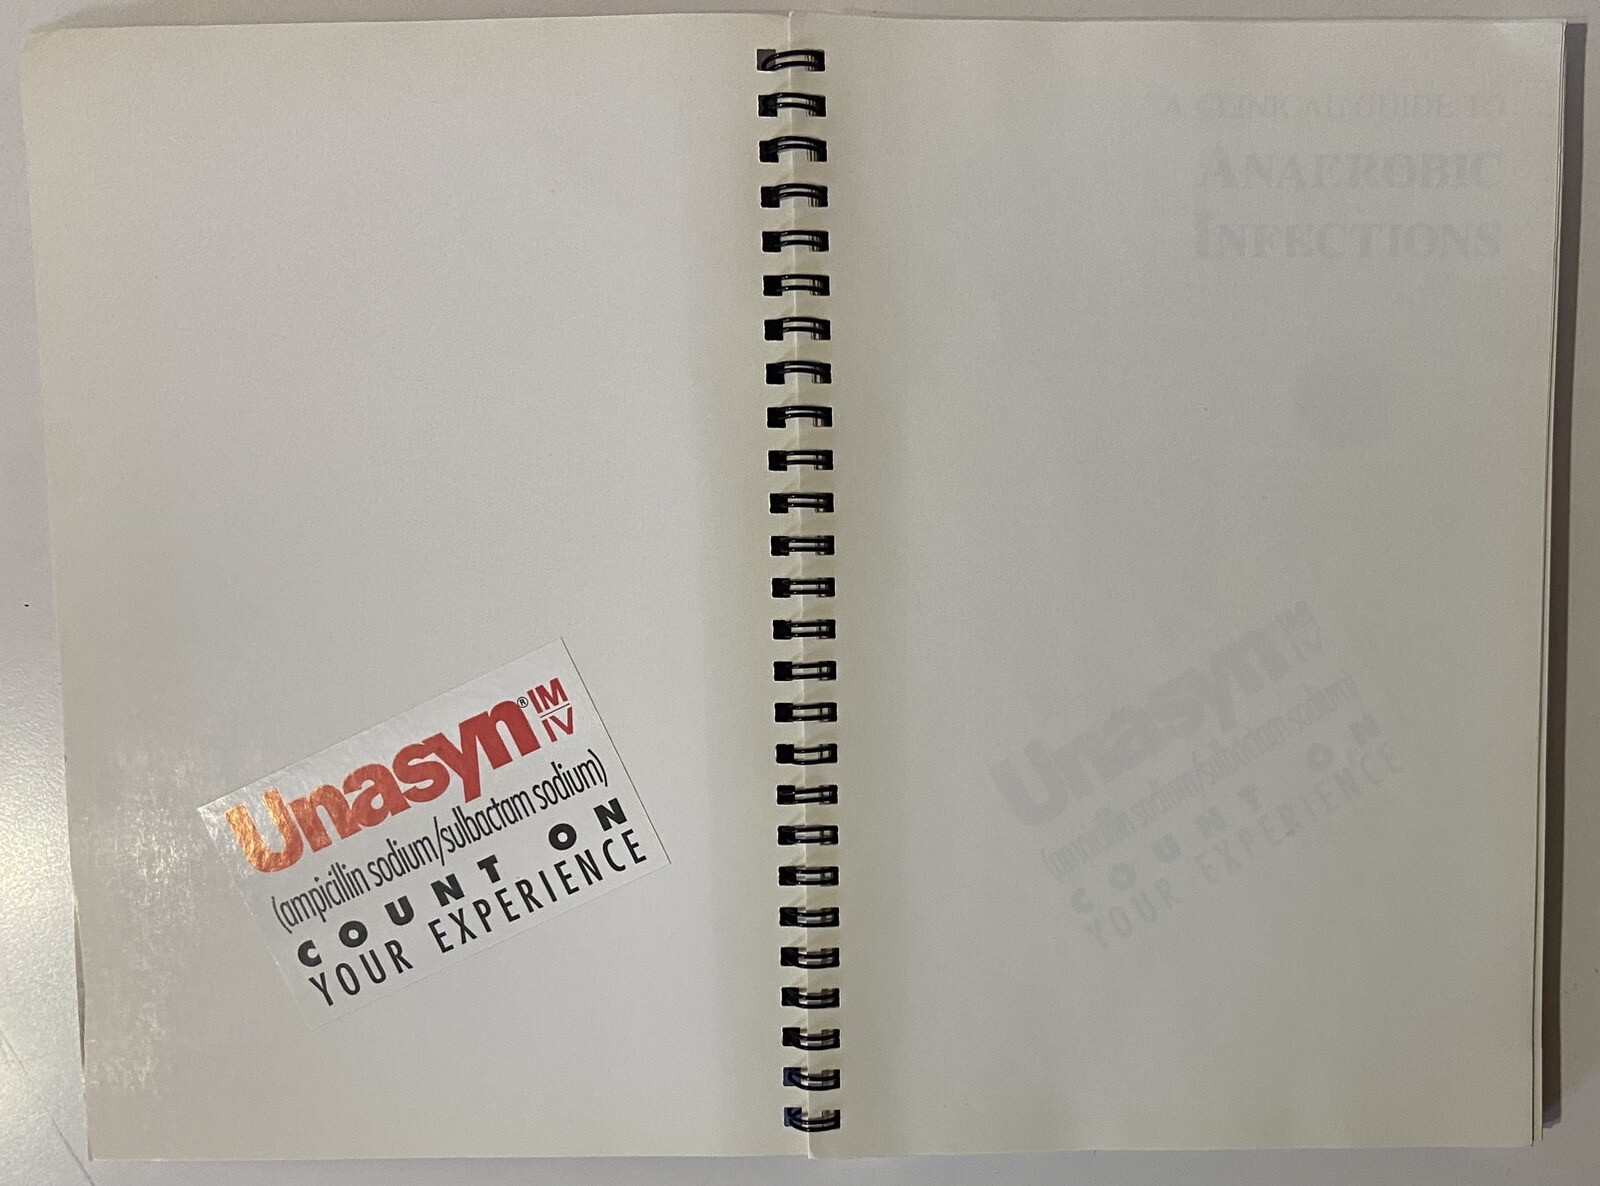 Unasyn® IM
IV
(ampicillin sodium/sulbactam sodium)
COUNT ON
YOUR EXPERIENCE
A CLINICAL GUIDE TO
ANAEROBIC
INFECTIONS
Unasyn IM
IV
(ampicillin sodium/sulbactam sodium)
COUNT ON
YOUR EXPERIENCE